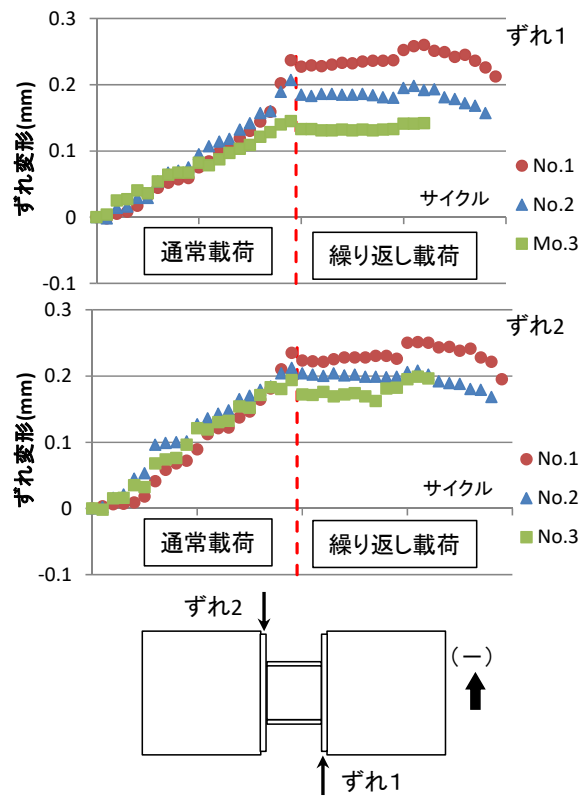 ずれ1
0.3
0.2
0.1
0
-0.1
ずれ変形(mm)
サイクル
通常載荷
繰り返し載荷
No.1
No.2
Mo.3
ずれ2
0.3
0.2
0.1
0
-0.1
ずれ変形(mm)
サイクル
通常載荷
繰り返し載荷
No.1
No.2
No.3
ずれ2
(－)
ずれ1